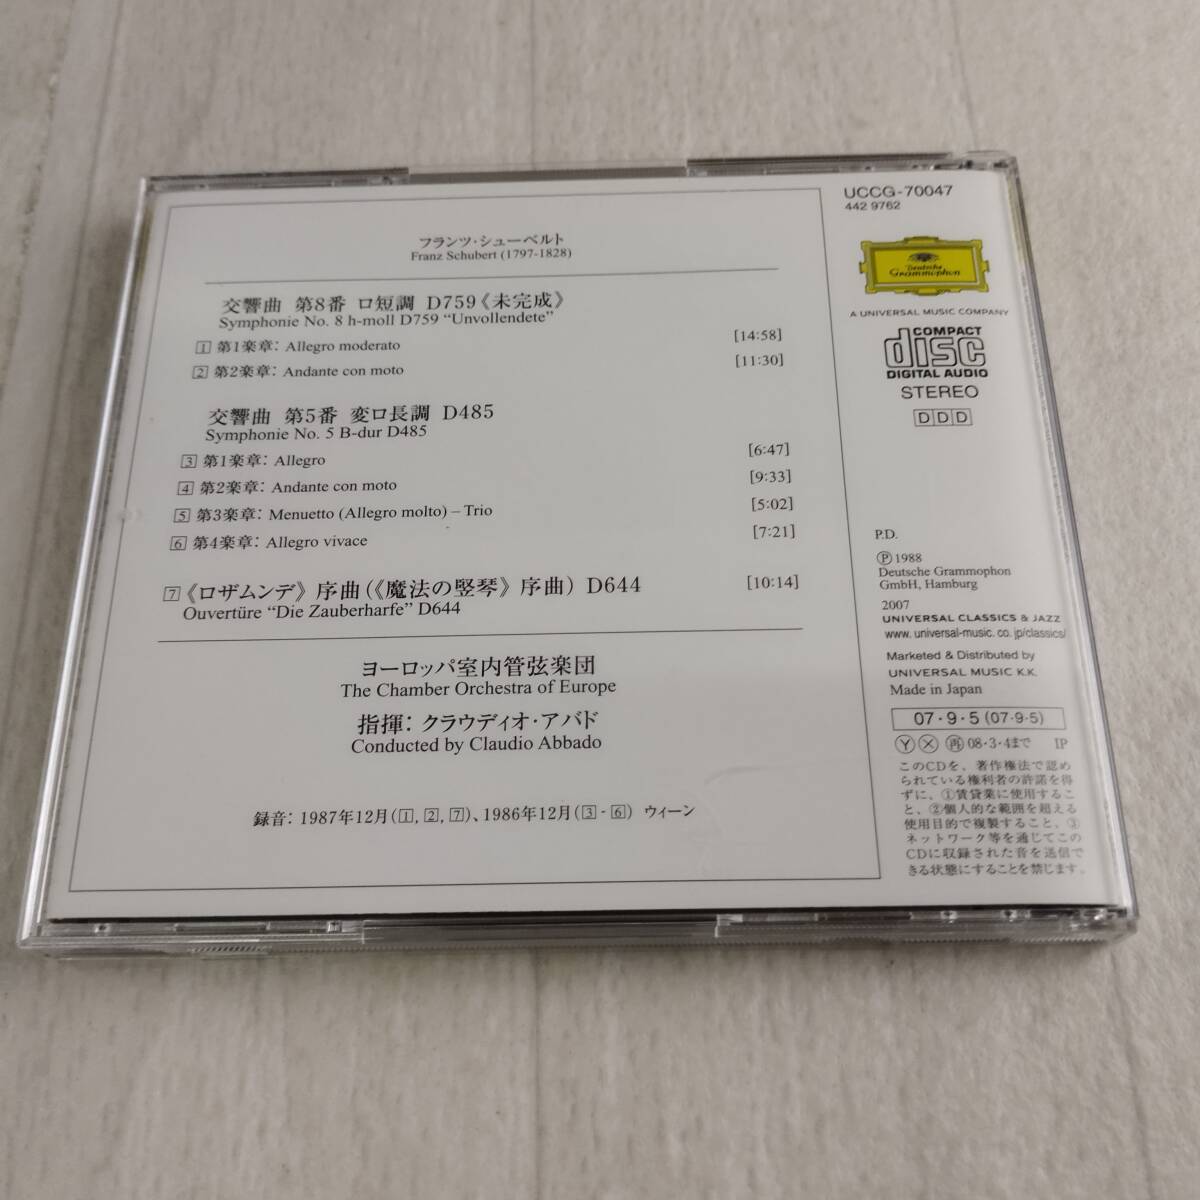 フランツ・シューベルト
Franz Schubert (1797-1828)
交響曲 第8番 ロ短調 D759《未完成》
Symphonie No. 8 h-moll D759 “Unvollendete”
1 第1楽章: Allegro moderato [14:58]
2 第2楽章: Andante con moto [11:30]
交響曲 第5番 変ロ長調 D485
Symphonie No. 5 B-dur D485
3 第1楽章: Allegro [6:47]
4 第2楽章: Andante con moto [9:33]
5 第3楽章: Menuetto (Allegro molto) – Trio [5:02]
6 第4楽章: Allegro vivace [7:21]
7 《ロザムンデ》序曲(《魔法の竪琴》序曲) D644 [10:14]
Ouvertüre “Die Zauberharfe” D644
ヨーロッパ室内管弦楽団
The Chamber Orchestra of Europe
指揮: クラウディオ・アバド
Conducted by Claudio Abbado
録音: 1987年12月(1, 2, 7)、1986年12月(3 - 6) ウィーン
UCCG-70047
442 9762
Deutsche
Grammophon
A UNIVERSAL MUSIC COMPANY
COMPACT
disc
DIGITAL AUDIO
STEREO
DDD
P.D.
Ⓟ 1988
Deutsche Grammophon
GmbH, Hamburg
2007
UNIVERSAL CLASSICS & JAZZ
www. universal-music. co. jp/classics/
Marketed & Distributed by
UNIVERSAL MUSIC K.K.
Made in Japan
07・9・5 (07・9・5)
Ⓨ Ⓧ 再 08・3・4まで IP
このCDを、著作権法で認め
られている権利者の許諾を得
ずに、①賃貸業に使用するこ
と、②個人的な範囲を超える
使用目的で複製すること、③
ネットワーク等を通じてこの
CDに収録された音を送信で
きる状態にすることを禁じます。